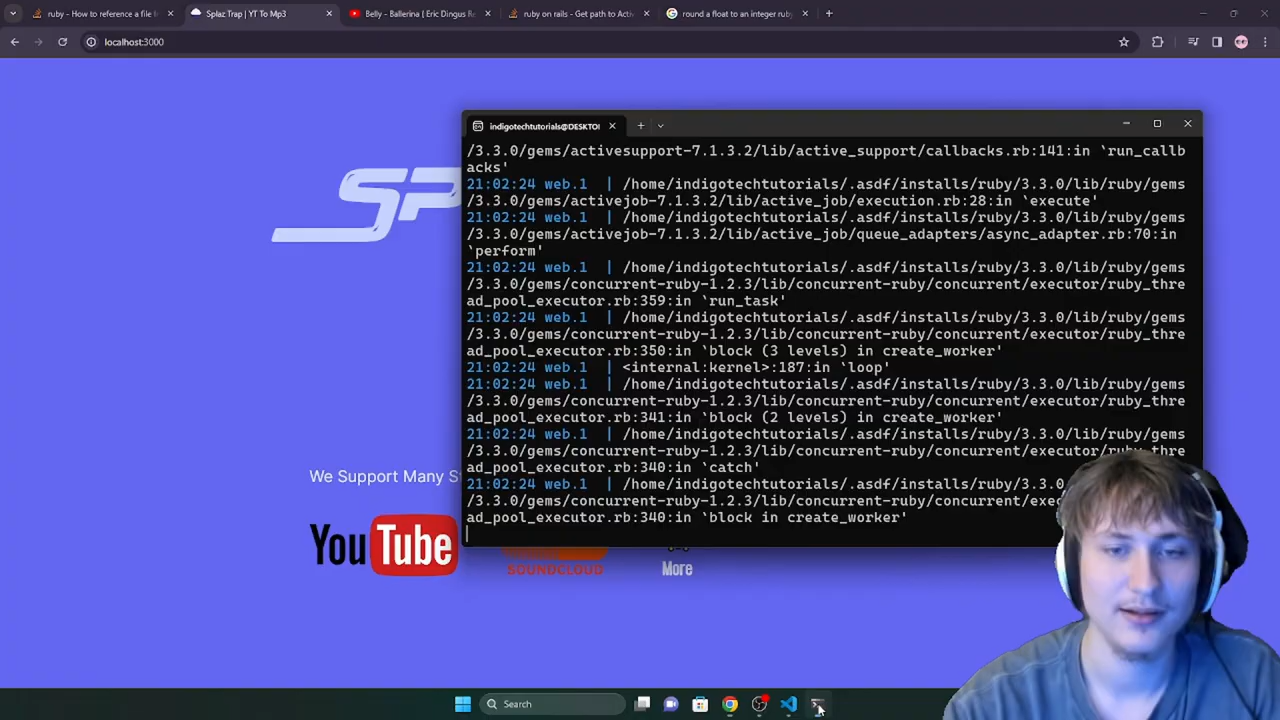 ruby - How to reference a file f
Splaz Trap | YT To Mp3
Belly - Ballerina ( Eric Dingus Re
ruby on rails - Get path to Activ
round a float to an integer ruby
localhost:3000
indigotechtutorials@DESKTOI
/3.3.0/gems/activesupport-7.1.3.2/lib/active_support/callbacks.rb:141:in `run_callb
acks'
21:02:24 web.1 | /home/indigotechtutorials/.asdf/installs/ruby/3.3.0/lib/ruby/gems
/3.3.0/gems/activejob-7.1.3.2/lib/active_job/execution.rb:28:in `execute'
21:02:24 web.1 | /home/indigotechtutorials/.asdf/installs/ruby/3.3.0/lib/ruby/gems
/3.3.0/gems/activejob-7.1.3.2/lib/active_job/queue_adapters/async_adapter.rb:70:in
`perform'
21:02:24 web.1 | /home/indigotechtutorials/.asdf/installs/ruby/3.3.0/lib/ruby/gems
/3.3.0/gems/concurrent-ruby-1.2.3/lib/concurrent-ruby/concurrent/executor/ruby_thre
ad_pool_executor.rb:359:in `run_task'
21:02:24 web.1 | /home/indigotechtutorials/.asdf/installs/ruby/3.3.0/lib/ruby/gems
/3.3.0/gems/concurrent-ruby-1.2.3/lib/concurrent-ruby/concurrent/executor/ruby_thre
ad_pool_executor.rb:350:in `block (3 levels) in create_worker'
21:02:24 web.1 | <internal:kernel>:187:in `loop'
21:02:24 web.1 | /home/indigotechtutorials/.asdf/installs/ruby/3.3.0/lib/ruby/gems
/3.3.0/gems/concurrent-ruby-1.2.3/lib/concurrent-ruby/concurrent/executor/ruby_thre
ad_pool_executor.rb:341:in `block (2 levels) in create_worker'
21:02:24 web.1 | /home/indigotechtutorials/.asdf/installs/ruby/3.3.0/lib/ruby/gems
/3.3.0/gems/concurrent-ruby-1.2.3/lib/concurrent-ruby/concurrent/executor/ruby_thre
ad_pool_executor.rb:340:in `catch'
21:02:24 web.1 | /home/indigotechtutorials/.asdf/installs/ruby/3.3.0
/3.3.0/gems/concurrent-ruby-1.2.3/lib/concurrent-ruby/concurrent/exec
ad_pool_executor.rb:340:in `block in create_worker'
SP
We Support Many S
YouTube
SOUNDCLOUD
More
Search